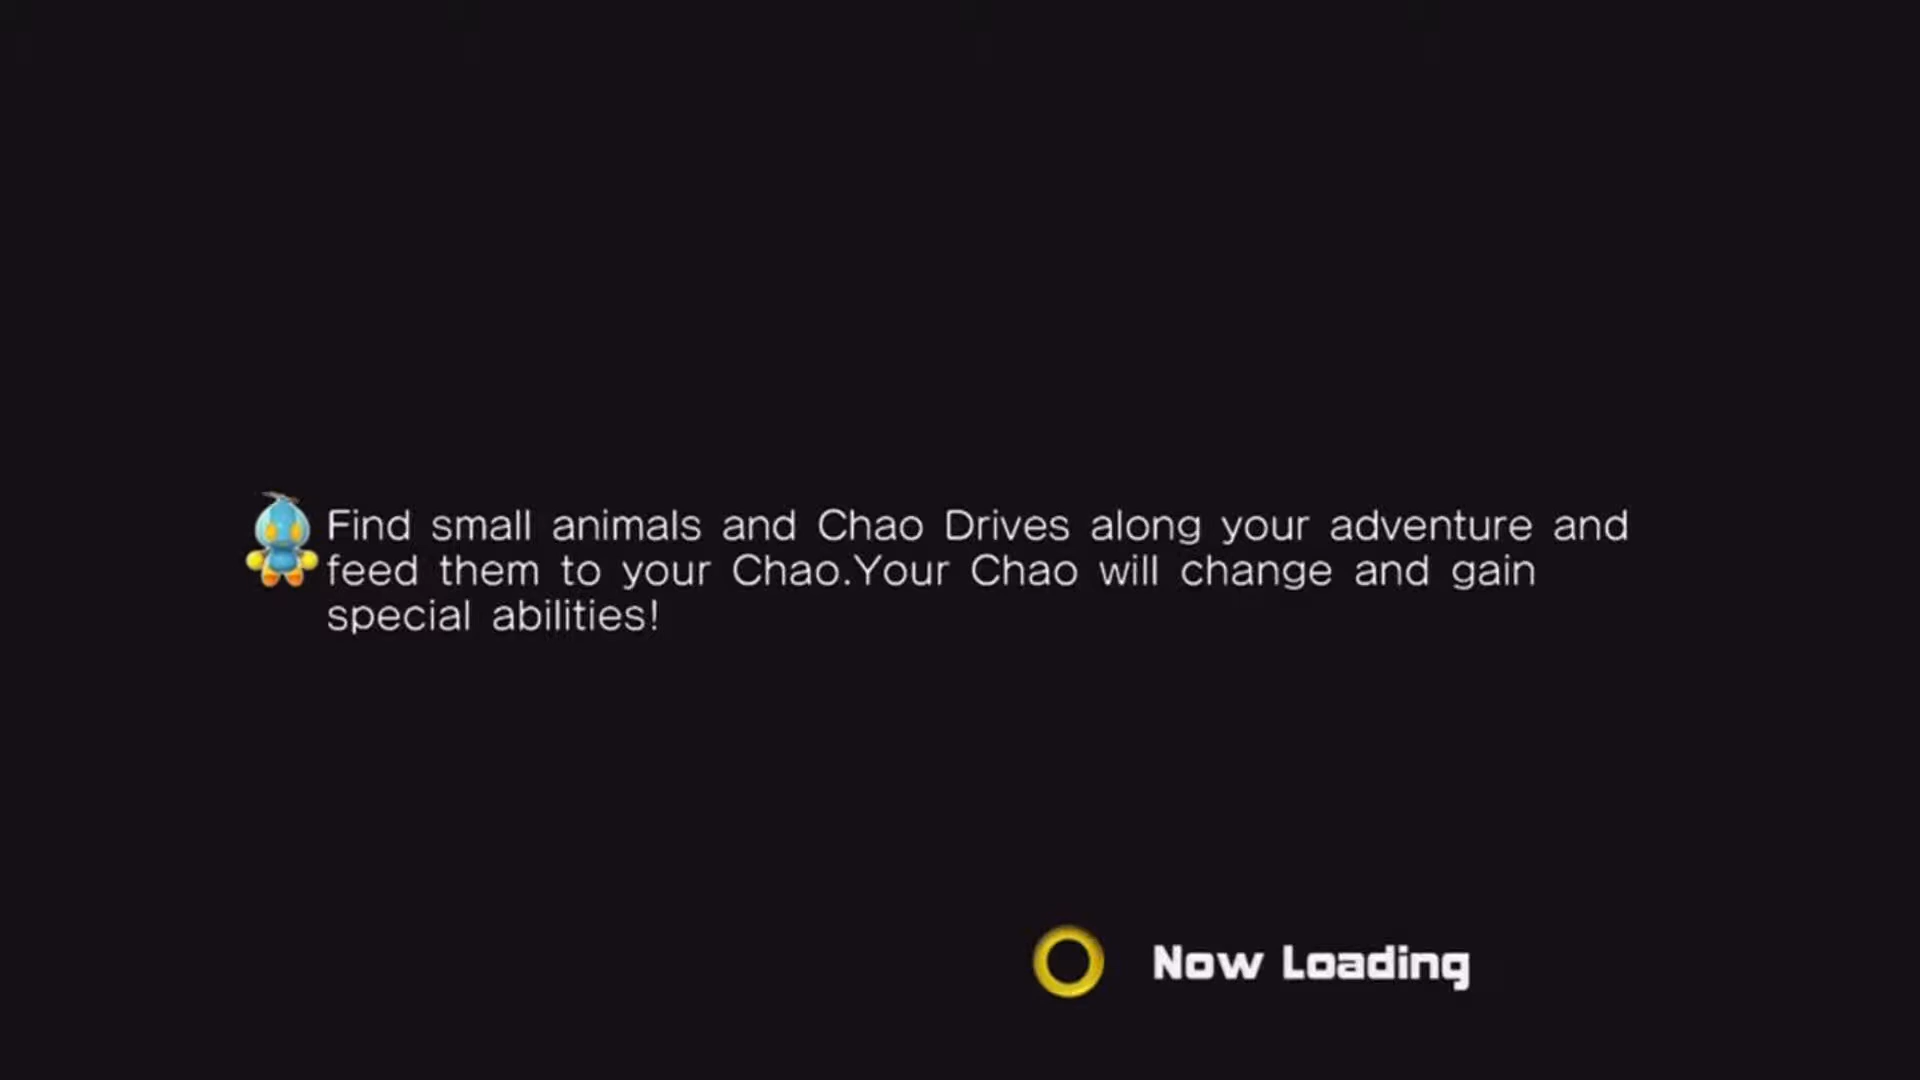 Find small animals and Chao Drives along your adventure and
feed them to your Chao.Your Chao will change and gain
special abilities!
Now Loading